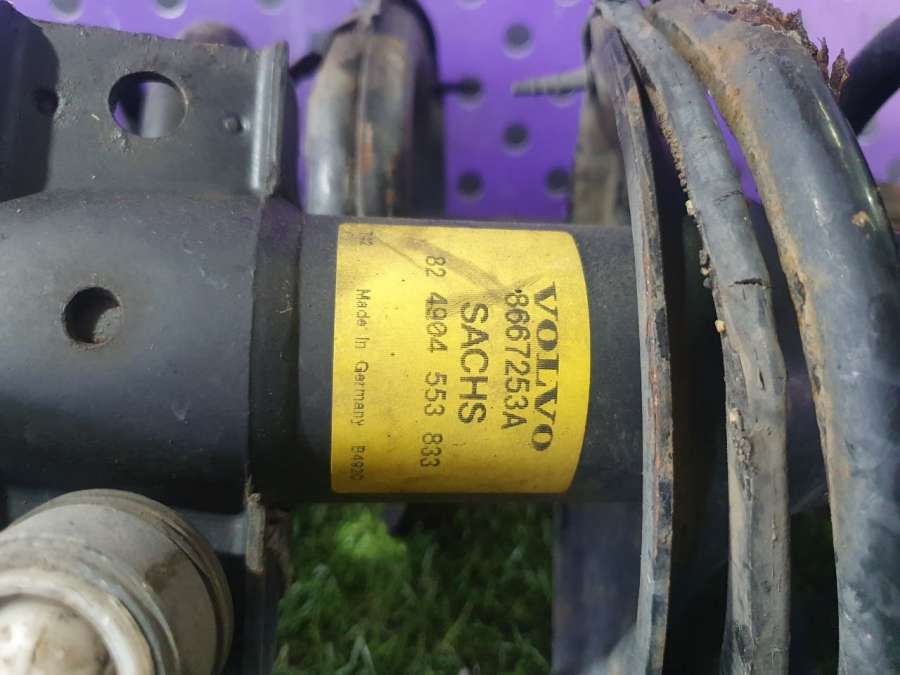 VOLVO
8667253A
SACHS
82 4904 553 833
Made in Germany